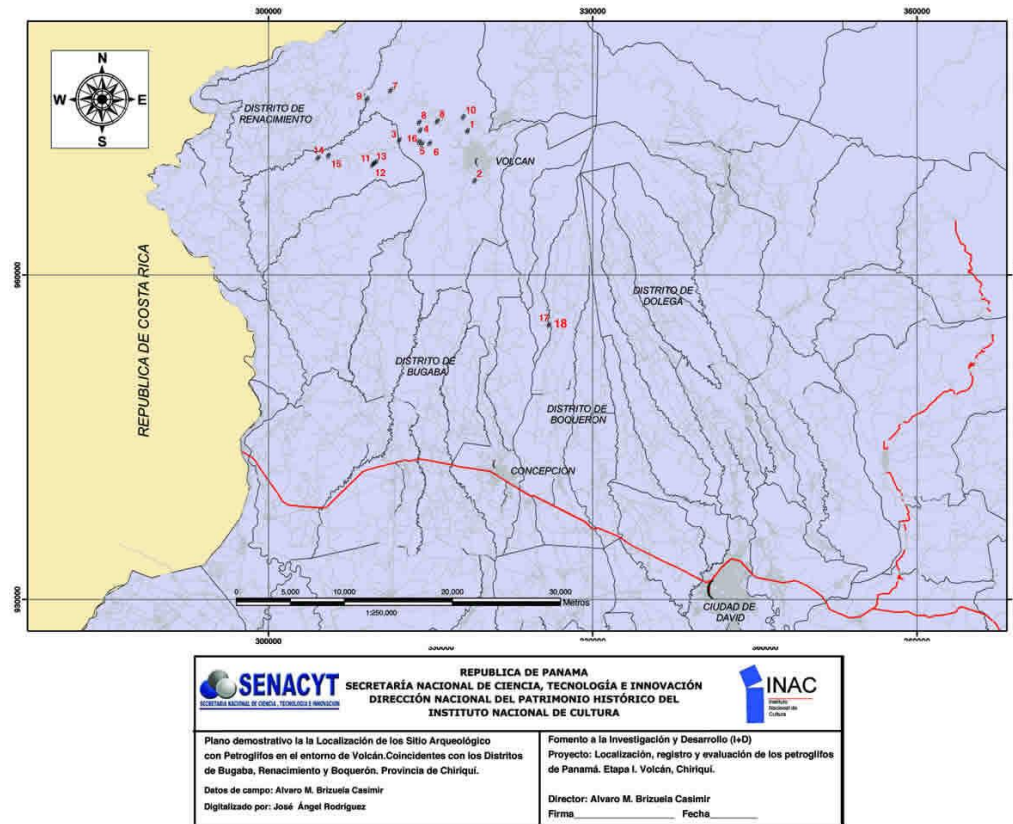 300000 330000 360000
N
W E
S
DISTRITO DE
RENACIMIENTO
9
7
8
8
10
4
1
3
16
5
6
14
15
11
13
12
VOLCAN
2
960000 960000
REPUBLICA DE COSTA RICA
DISTRITO DE
DOLEGA
17
18
DISTRITO DE
BUGABA
DISTRITO DE
BOQUERON
CONCEPCION
0 5,000 10,000 20,000 30,000
Metros
1:250,000
CIUDAD DE
DAVID
930000 930000
300000 330000 360000
SENACYT
SECRETARIA NACIONAL DE CIENCIA, TECNOLOGIA E INNOVACION
REPUBLICA DE PANAMA
SECRETARÍA NACIONAL DE CIENCIA, TECNOLOGÍA E INNOVACIÓN
DIRECCIÓN NACIONAL DEL PATRIMONIO HISTÓRICO DEL
INSTITUTO NACIONAL DE CULTURA
INAC
Instituto
Nacional de
Cultura
Plano demostrativo la la Localización de los Sitio Arqueológico
con Petroglifos en el entorno de Volcán.Coincidentes con los Distritos
de Bugaba, Renacimiento y Boquerón. Provincia de Chiriquí.
Datos de campo: Alvaro M. Brizuela Casimir
Digitalizado por: José Ángel Rodríguez
Fomento a la Investigación y Desarrollo (I+D)
Proyecto: Localización, registro y evaluación de los petroglifos
de Panamá. Etapa I. Volcán, Chiriquí.
Director: Alvaro M. Brizuela Casimir
Firma Fecha